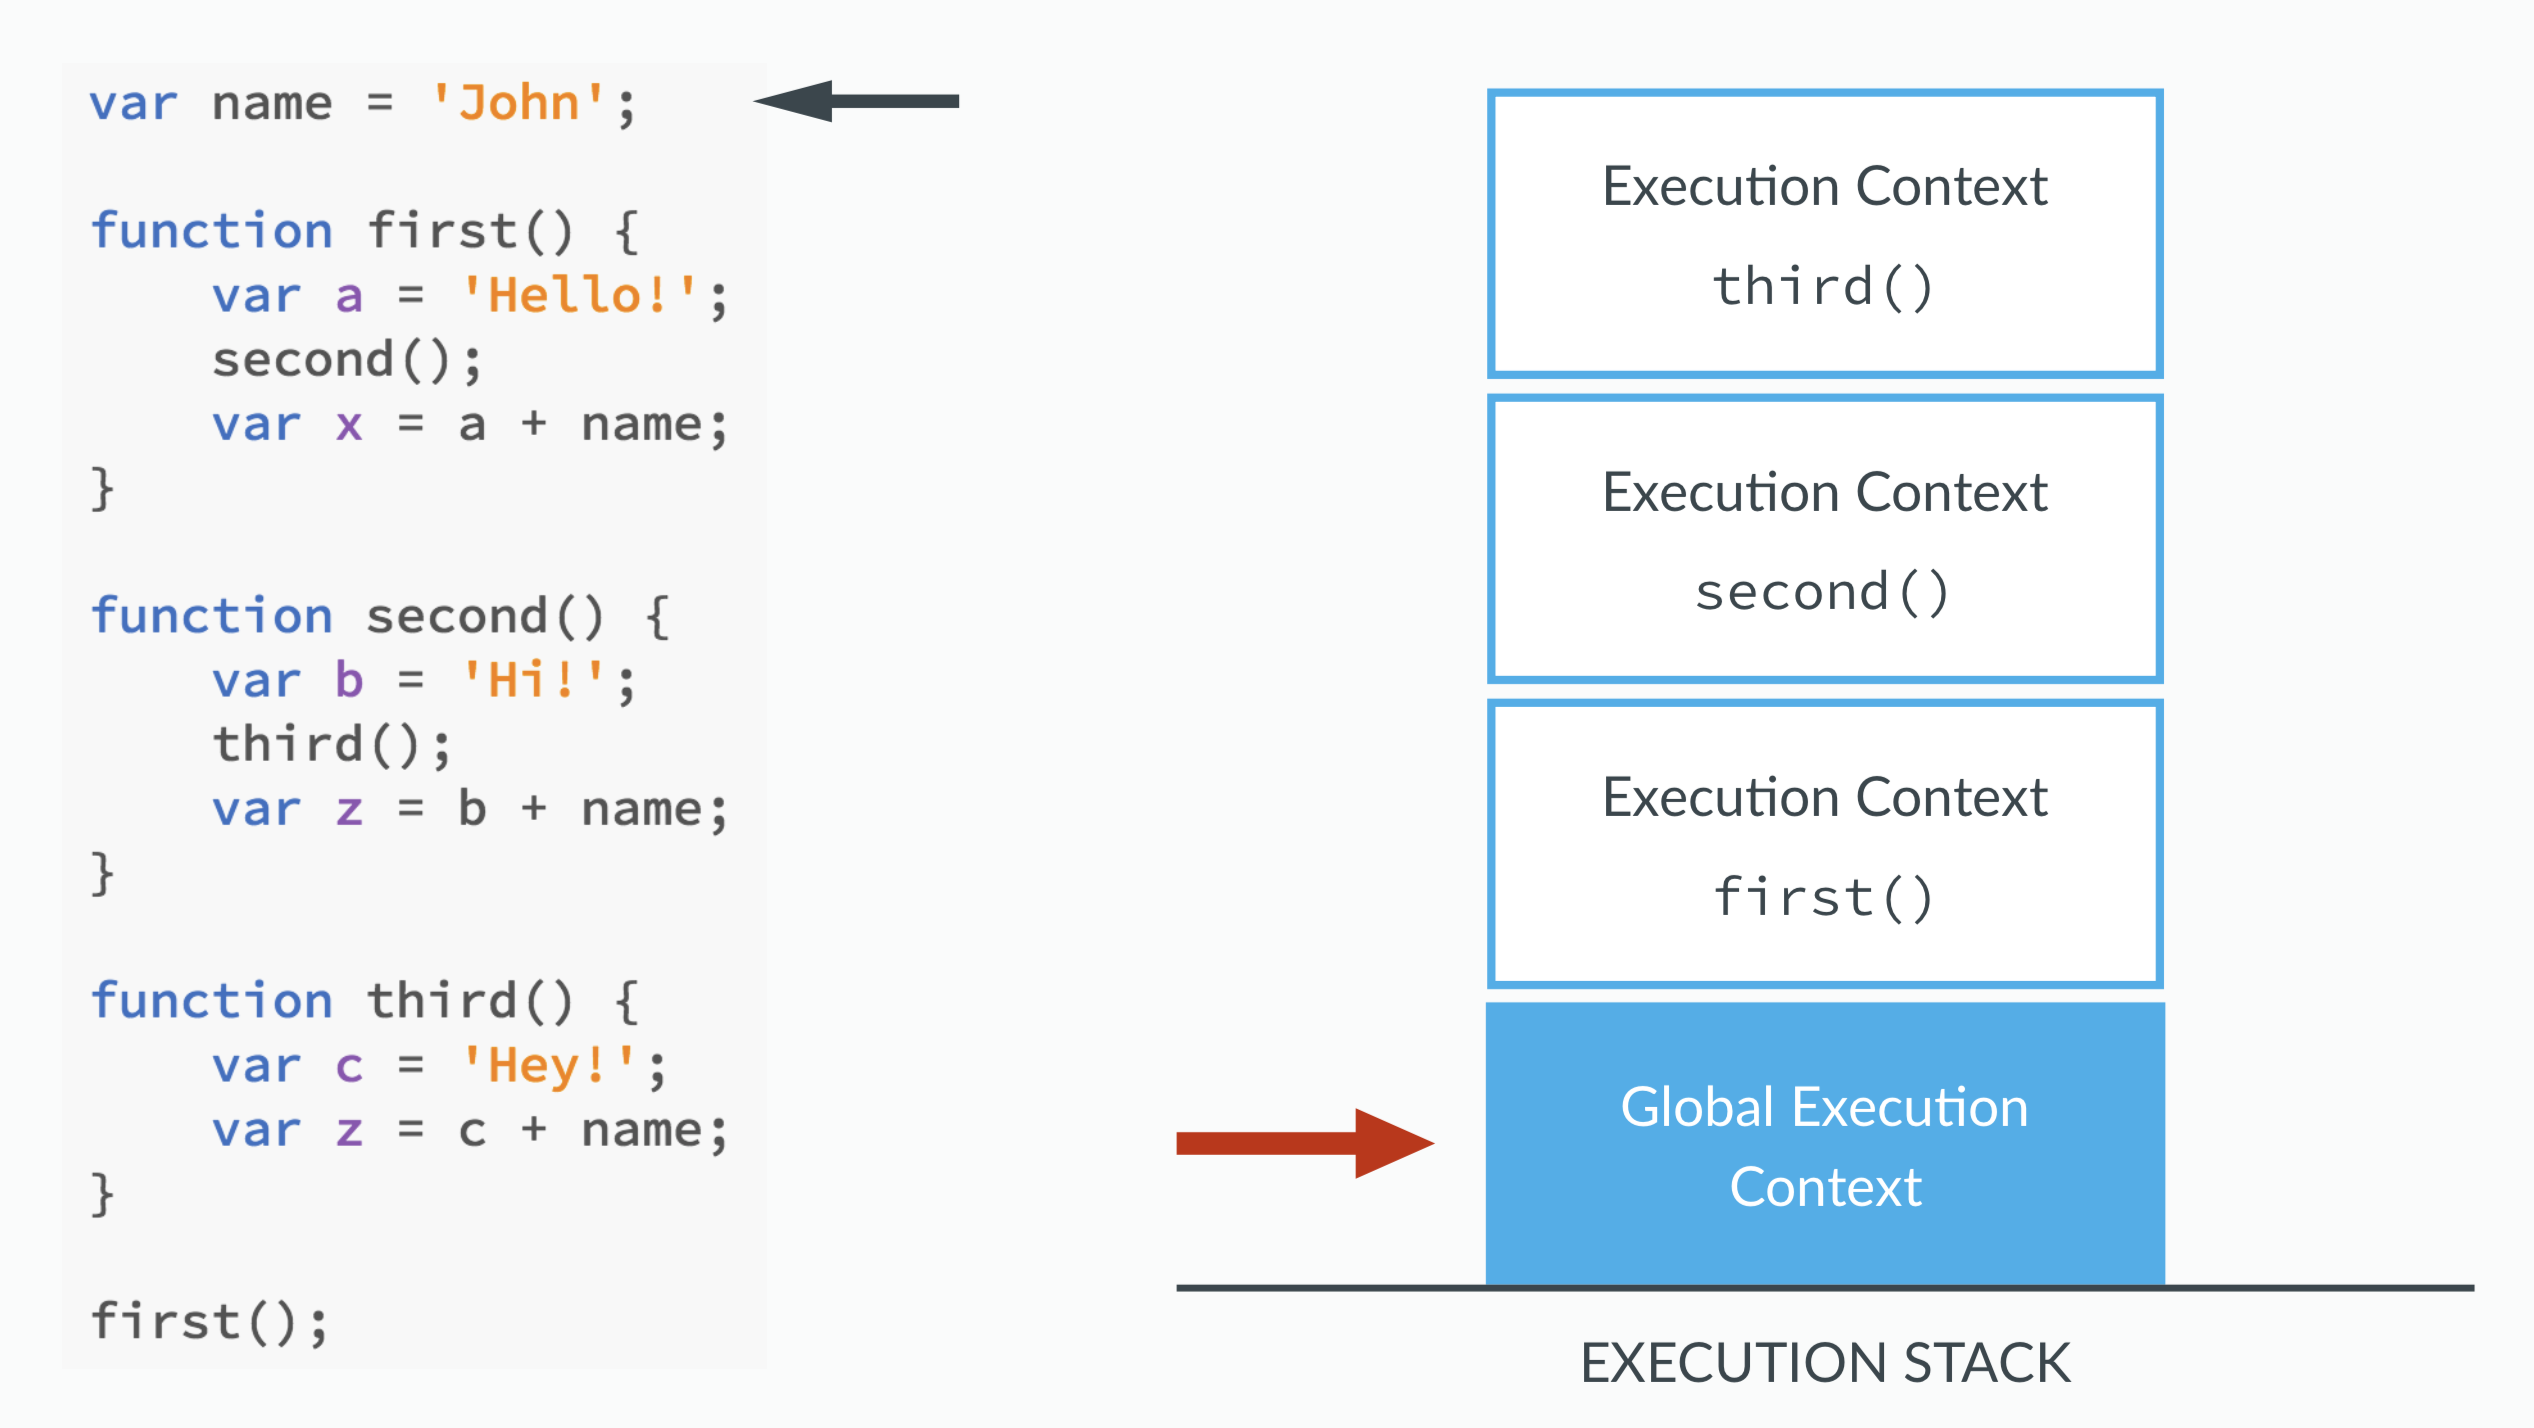 var name = 'John';
function first() {
    var a = 'Hello!';
    second();
    var x = a + name;
}
function second() {
    var b = 'Hi!';
    third();
    var z = b + name;
}
function third() {
    var c = 'Hey!';
    var z = c + name;
}
first();
Execution Context
third()
Execution Context
second()
Execution Context
first()
Global Execution
Context
EXECUTION STACK